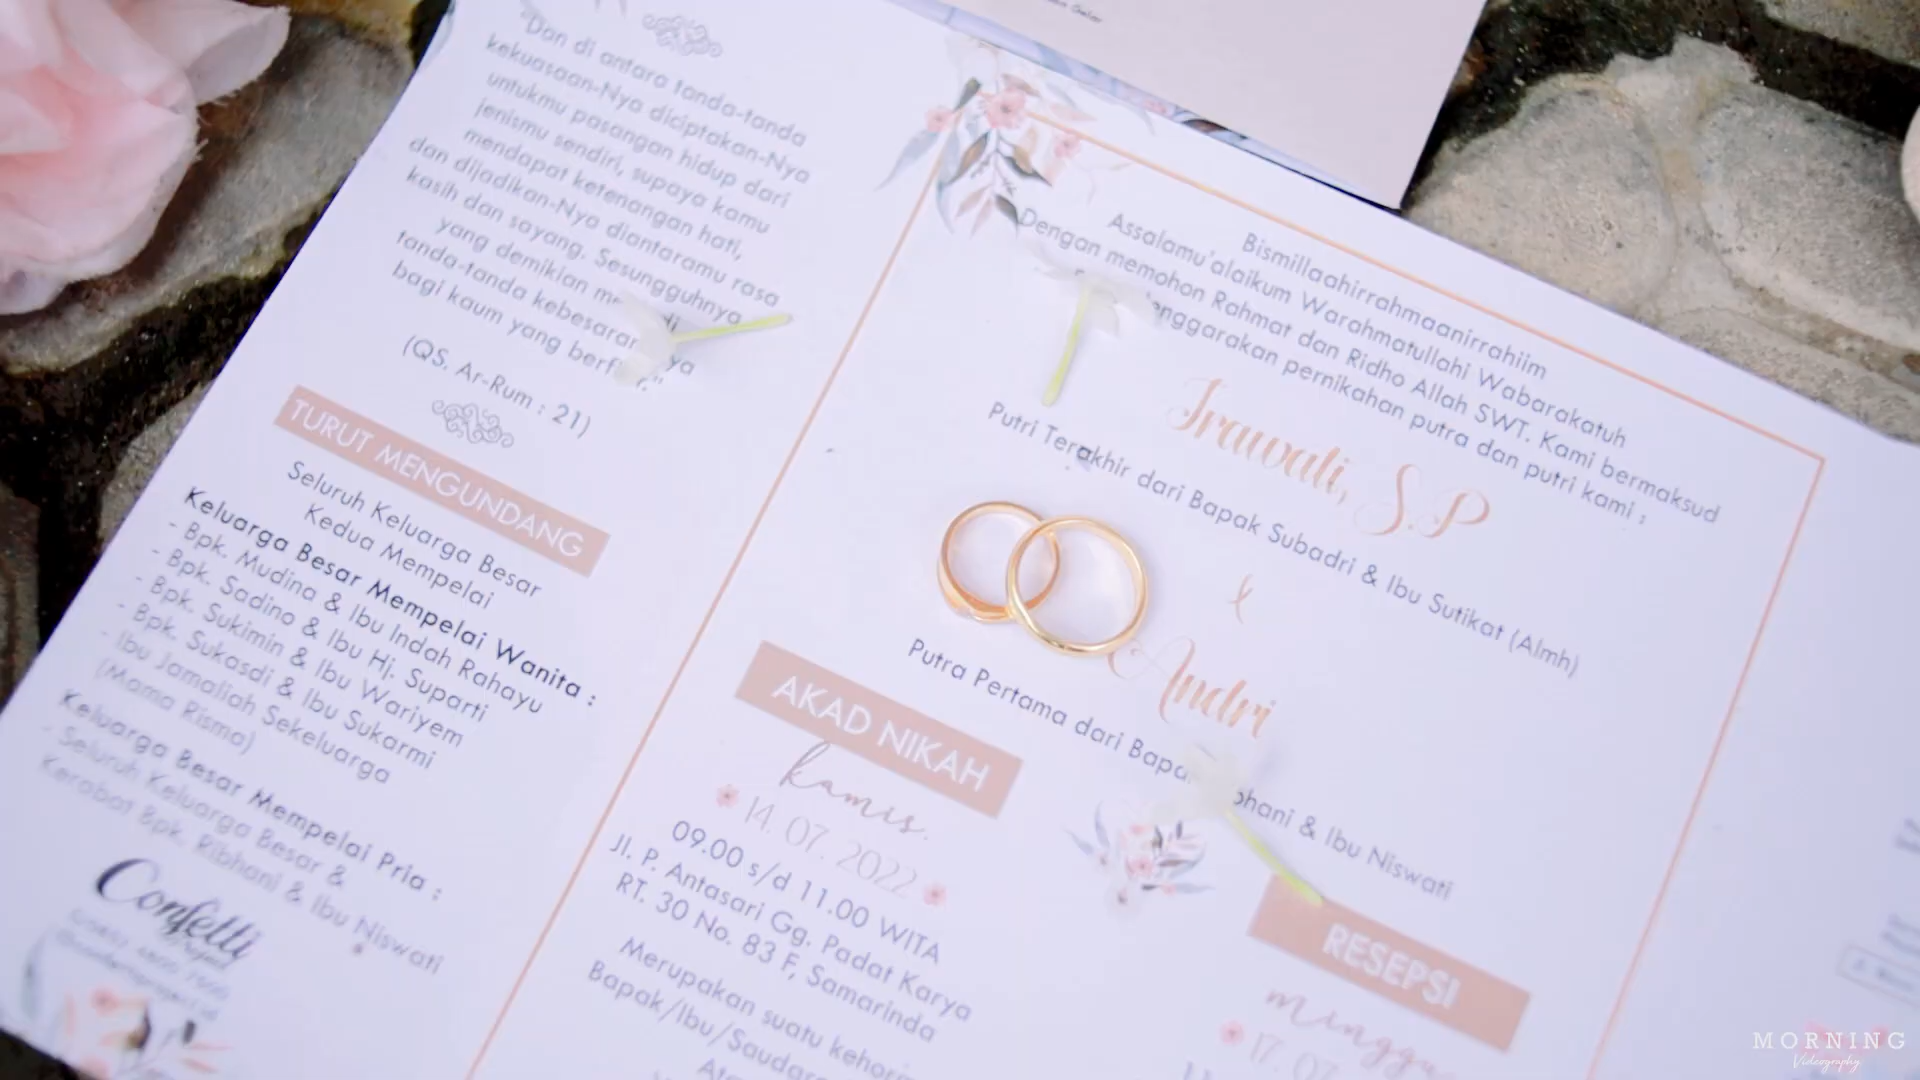 "Dan di antara tanda-tanda
kekuasaan-Nya diciptakan-Nya
untukmu pasangan hidup dari
jenismu sendiri, supaya kamu
mendapat ketenangan hati,
dan dijadikan-Nya diantaramu rasa
kasih dan sayang. Sesungguhnya
yang demikian
tanda-tanda
bagi kaum yang
(QS. Ar-Rum : 21)
TURUT MENGUNDANG
Seluruh Keluarga Besar
Kedua Mempelai
Keluarga Besar Mempelai Wanita :
- Bpk. Mudina & Ibu Indah Rahayu
- Bpk. Sadino & Ibu Hj. Suparti
- Bpk. Sukimin & Ibu Wariyem
- Bpk. Sukasdi & Ibu Sukarmi
- Ibu Jamaliah Sekeluarga
(Mama Risma)
Keluarga Besar Mempelai Pria :
- Seluruh Keluarga Besar &
Kerabat Bpk. Ribhani & Ibu Niswati
Confetti
Bismillaahirrahmaanirrahiim
Assalamu'alaikum Warahmatullahi Wabarakatuh
Dengan memohon Rahmat dan Ridho Allah SWT. Kami bermaksud
pernikahan putra dan putri kami :
Irawati, S.P
Putri Terakhir dari Bapak Subadri & Ibu Sutikat (Almh)
&
Andri
Putra Pertama dari & Ibu Niswati
AKAD NIKAH
kamis.
14. 07. 2022
09.00 s/d 11.00 WITA
Jl. P. Antasari Gg. Padat Karya
RT. 30 No. 83 F, Samarinda
Merupakan suatu
Bapak/Ibu/
RESEPSI
17. 07
MORNING
Videography